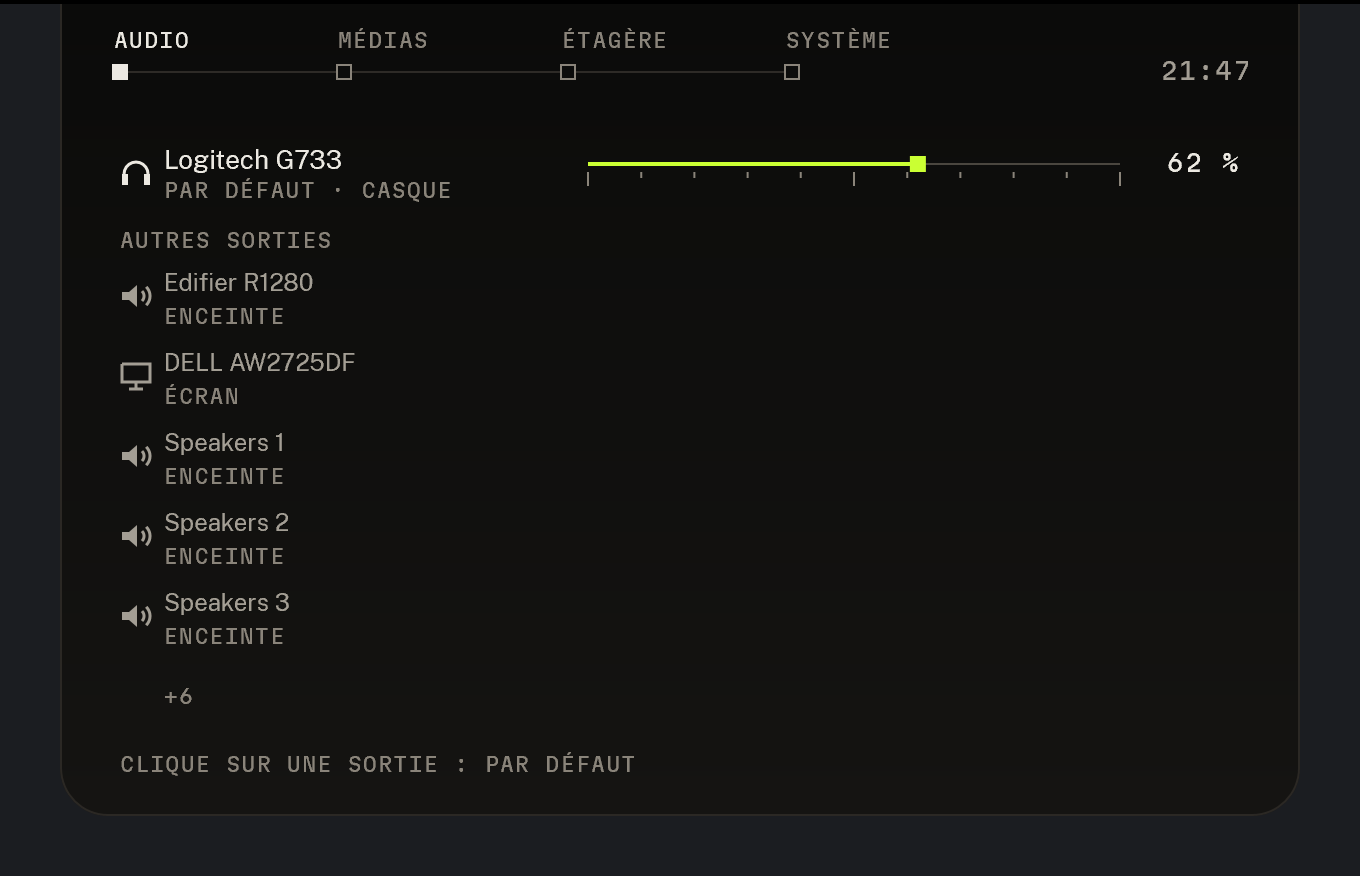 AUDIO MÉDIAS ÉTAGÈRE SYSTÈME
21:47
Logitech G733
62 %
PAR DÉFAUT · CASQUE
AUTRES SORTIES
Edifier R1280
ENCEINTE
DELL AW2725DF
ÉCRAN
Speakers 1
ENCEINTE
Speakers 2
ENCEINTE
Speakers 3
ENCEINTE
+6
CLIQUE SUR UNE SORTIE : PAR DÉFAUT